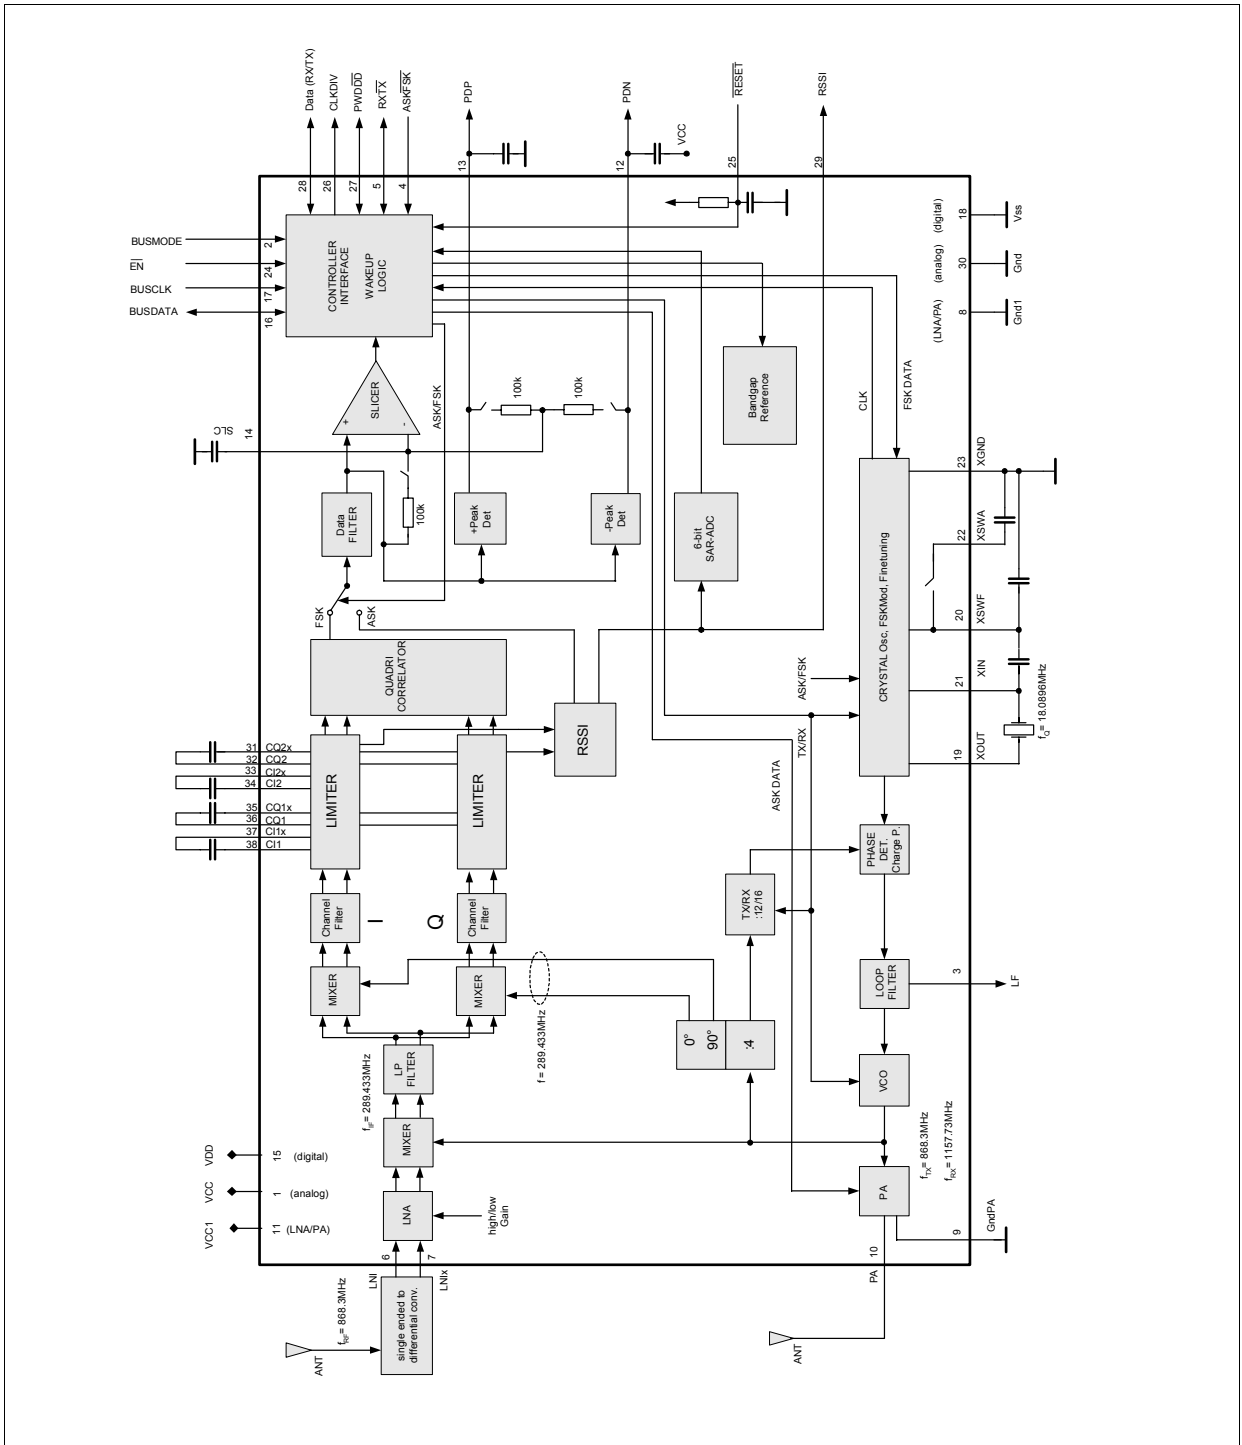 Data (RX/TX)
CLKDIV
PWDDD
RXTX
ASKFSK
PDP
PDN
VCC
RESET
RSSI
28
26
27
5
4
13
12
25
29
BUSMODE
EN
BUSCLK
BUSDATA
2
24
17
16
CONTROLLER
INTERFACE
WAKEUP
LOGIC
18
(digital)
Vss
30
(analog)
Gnd
8
(LNA/PA)
Gnd1
SLC
14
SLICER
+
-
ASK/FSK
100k
100k
Bandgap
Reference
CLK
FSK DATA
Data
FILTER
100k
+Peak
Det
-Peak
Det
6-bit
SAR-ADC
FSK
ASK
23
XGND
22
XSWA
20
XSWF
21
XIN
19
XOUT
fQ = 18.0896MHz
CRYSTAL Osc, FSKMod, Finetuning
QUADRI
CORRELATOR
RSSI
ASK/FSK
TX/RX
ASK DATA
31 CQ2x
32 CQ2
33 CI2x
34 CI2
35 CQ1x
36 CQ1
37 CI1x
38 CI1
LIMITER
LIMITER
Channel
Filter
I
Q
Channel
Filter
TX/RX
:12/16
PHASE
DET.
Charge P.
MIXER
MIXER
f = 289.433MHz
LOOP
FILTER
3
LF
0°
90°
:4
LP
FILTER
fIF= 289.433MHz
VCO
MIXER
VDD
15
(digital)
VCC
1
(analog)
VCC1
11
(LNA/PA)
LNA
high/low
Gain
fTX= 868.3MHz
fRX= 1157.73MHz
PA
9
GndPA
10
PA
6
7
LNI
LNIx
single ended to
differential conv.
fRF= 868.3MHz
ANT
ANT